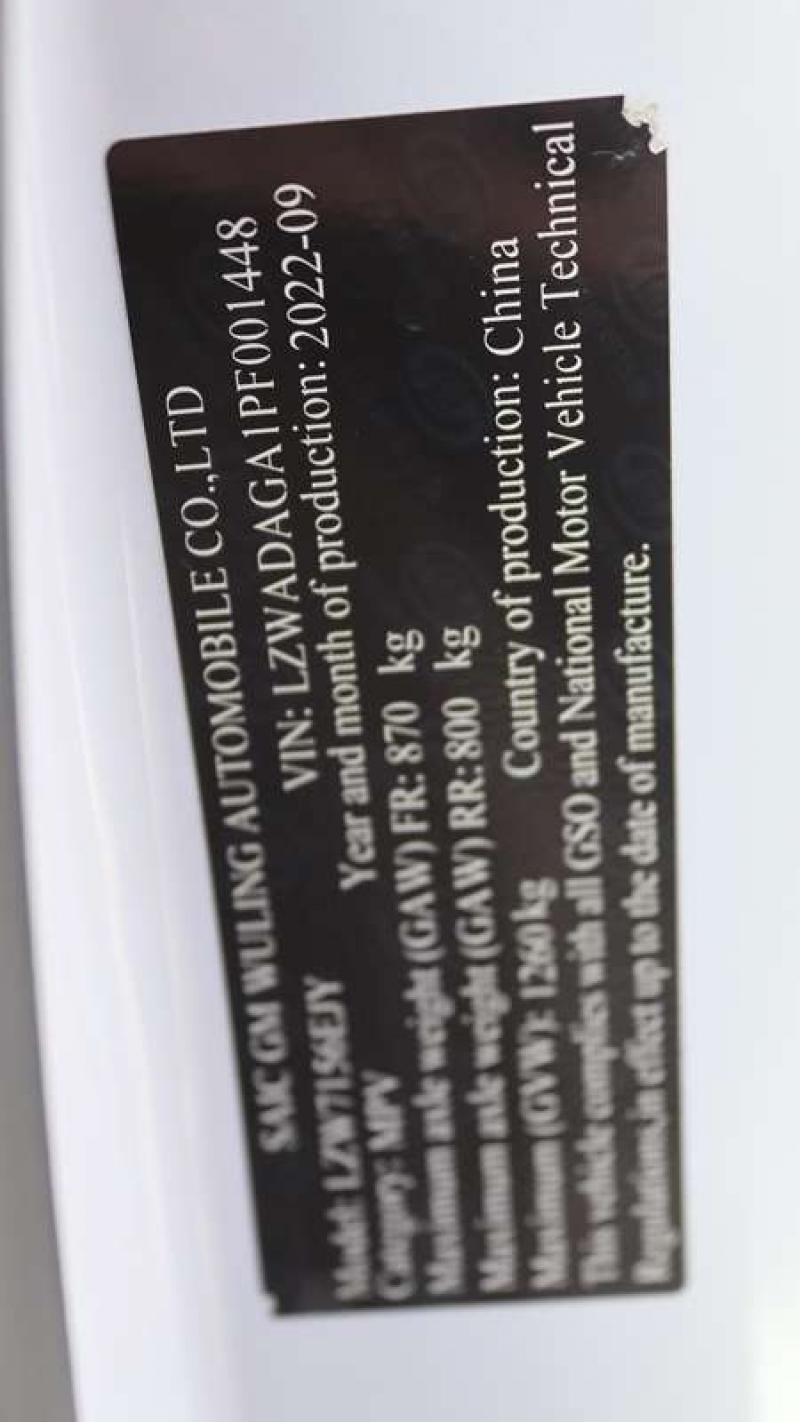 SAIC GM WULING AUTOMOBILE CO.,LTD
Model: LZW7156EJY VIN: LZWADAGA1PF001448
Category: MPV Year and month of production: 2022-09
Maximum axle weight (GAW) FR: 870 kg
Maximum axle weight (GAW) RR: 800 kg
Maximum (GVW): 1260 kg Country of production: China
This vehicle complies with all GSO and National Motor Vehicle Technical
Regulations,in effect up to the date of manufacture.